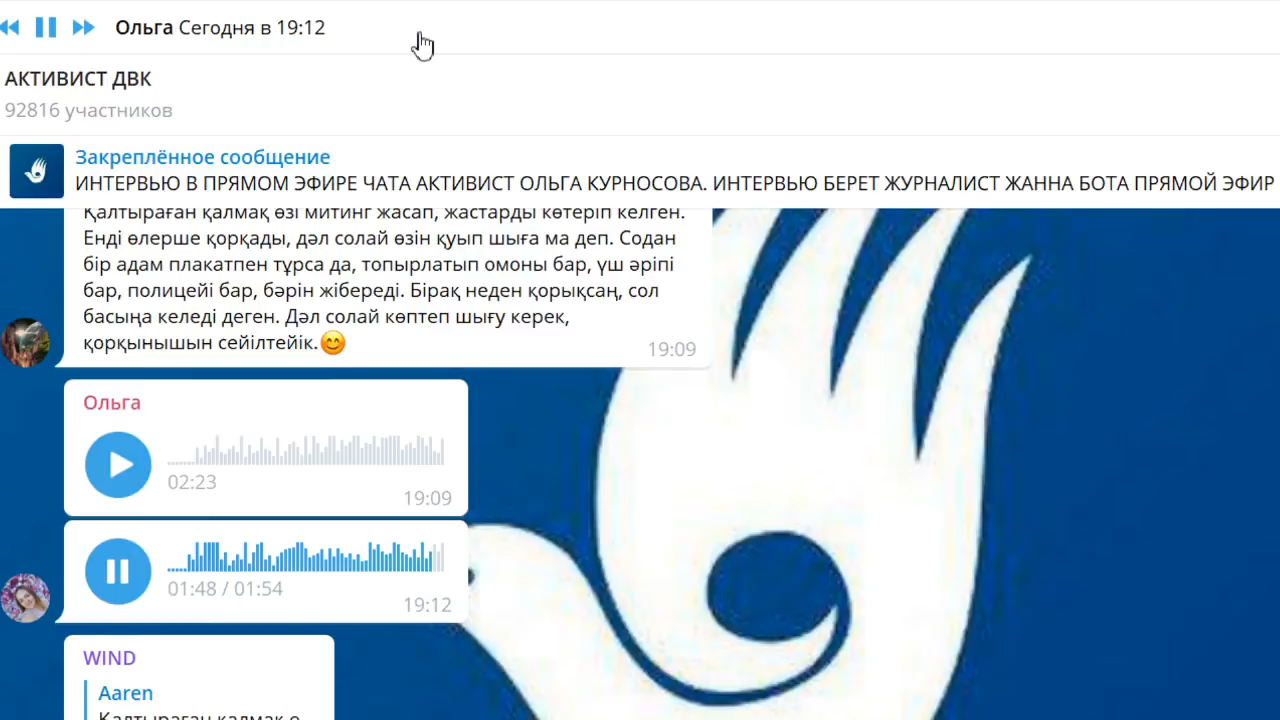 Ольга Сегодня в 19:12
АКТИВИСТ ДВК
92816 участников
Закреплённое сообщение
ИНТЕРВЬЮ В ПРЯМОМ ЭФИРЕ ЧАТА АКТИВИСТ ОЛЬГА КУРНОСОВА. ИНТЕРВЬЮ БЕРЕТ ЖУРНАЛИСТ ЖАННА БОТА ПРЯМОЙ ЭФИР
Қалтыраған қалмақ өзі митинг жасап, жастарды көтеріп келген.
Енді өлерше қорқады, дәл солай өзін қуып шыға ма деп. Содан
бір адам плакатпен тұрса да, топырлатып омоны бар, үш әріпі
бар, полицейі бар, бәрін жібереді. Бірақ неден қорықсаң, сол
басыңа келеді деген. Дәл солай көптеп шығу керек,
қорқынышын сейілтейік.😊
19:09
Ольга
02:23
19:09
01:48 / 01:54
19:12
WIND
Aaren
Қалтыраған қалмақ ө